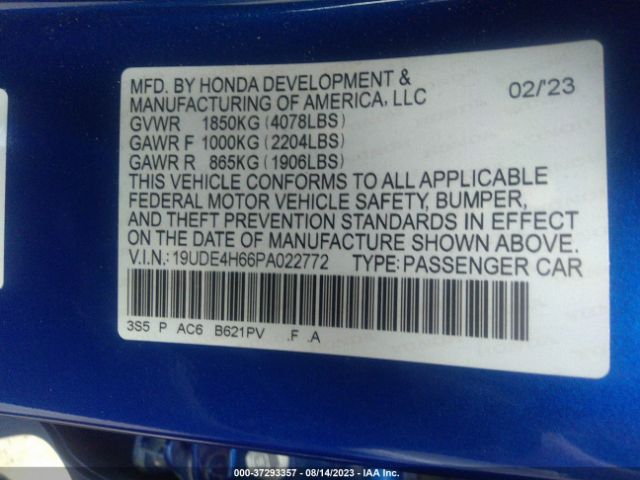 MFD. BY HONDA DEVELOPMENT &
MANUFACTURING OF AMERICA, LLC 02/'23
GVWR 1850KG (4078LBS)
GAWR F 1000KG (2204LBS)
GAWR R 865KG (1906LBS)
THIS VEHICLE CONFORMS TO ALL APPLICABLE
FEDERAL MOTOR VEHICLE SAFETY, BUMPER,
AND THEFT PREVENTION STANDARDS IN EFFECT
ON THE DATE OF MANUFACTURE SHOWN ABOVE.
V.I.N.:19UDE4H66PA022772 TYPE:PASSENGER CAR
3S5 P AC6 B621PV .F .A
000-37293357 - 08/14/2023 - IAA Inc.